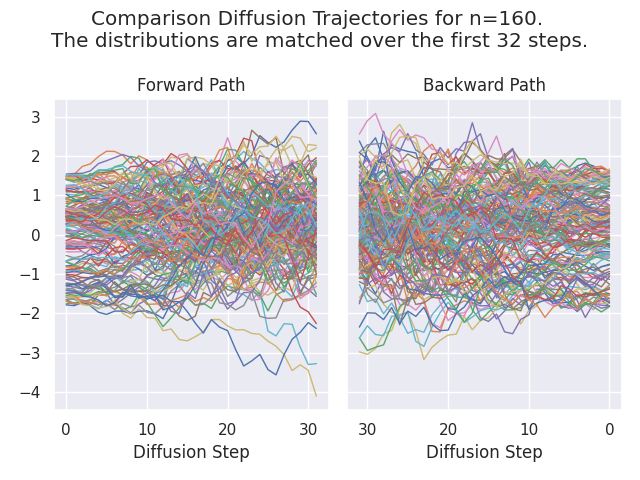 Comparison Diffusion Trajectories for n=160.
The distributions are matched over the first 32 steps.
Forward Path
Backward Path
3
2
1
0
−1
−2
−3
−4
0 10 20 30
30 20 10 0
Diffusion Step
Diffusion Step